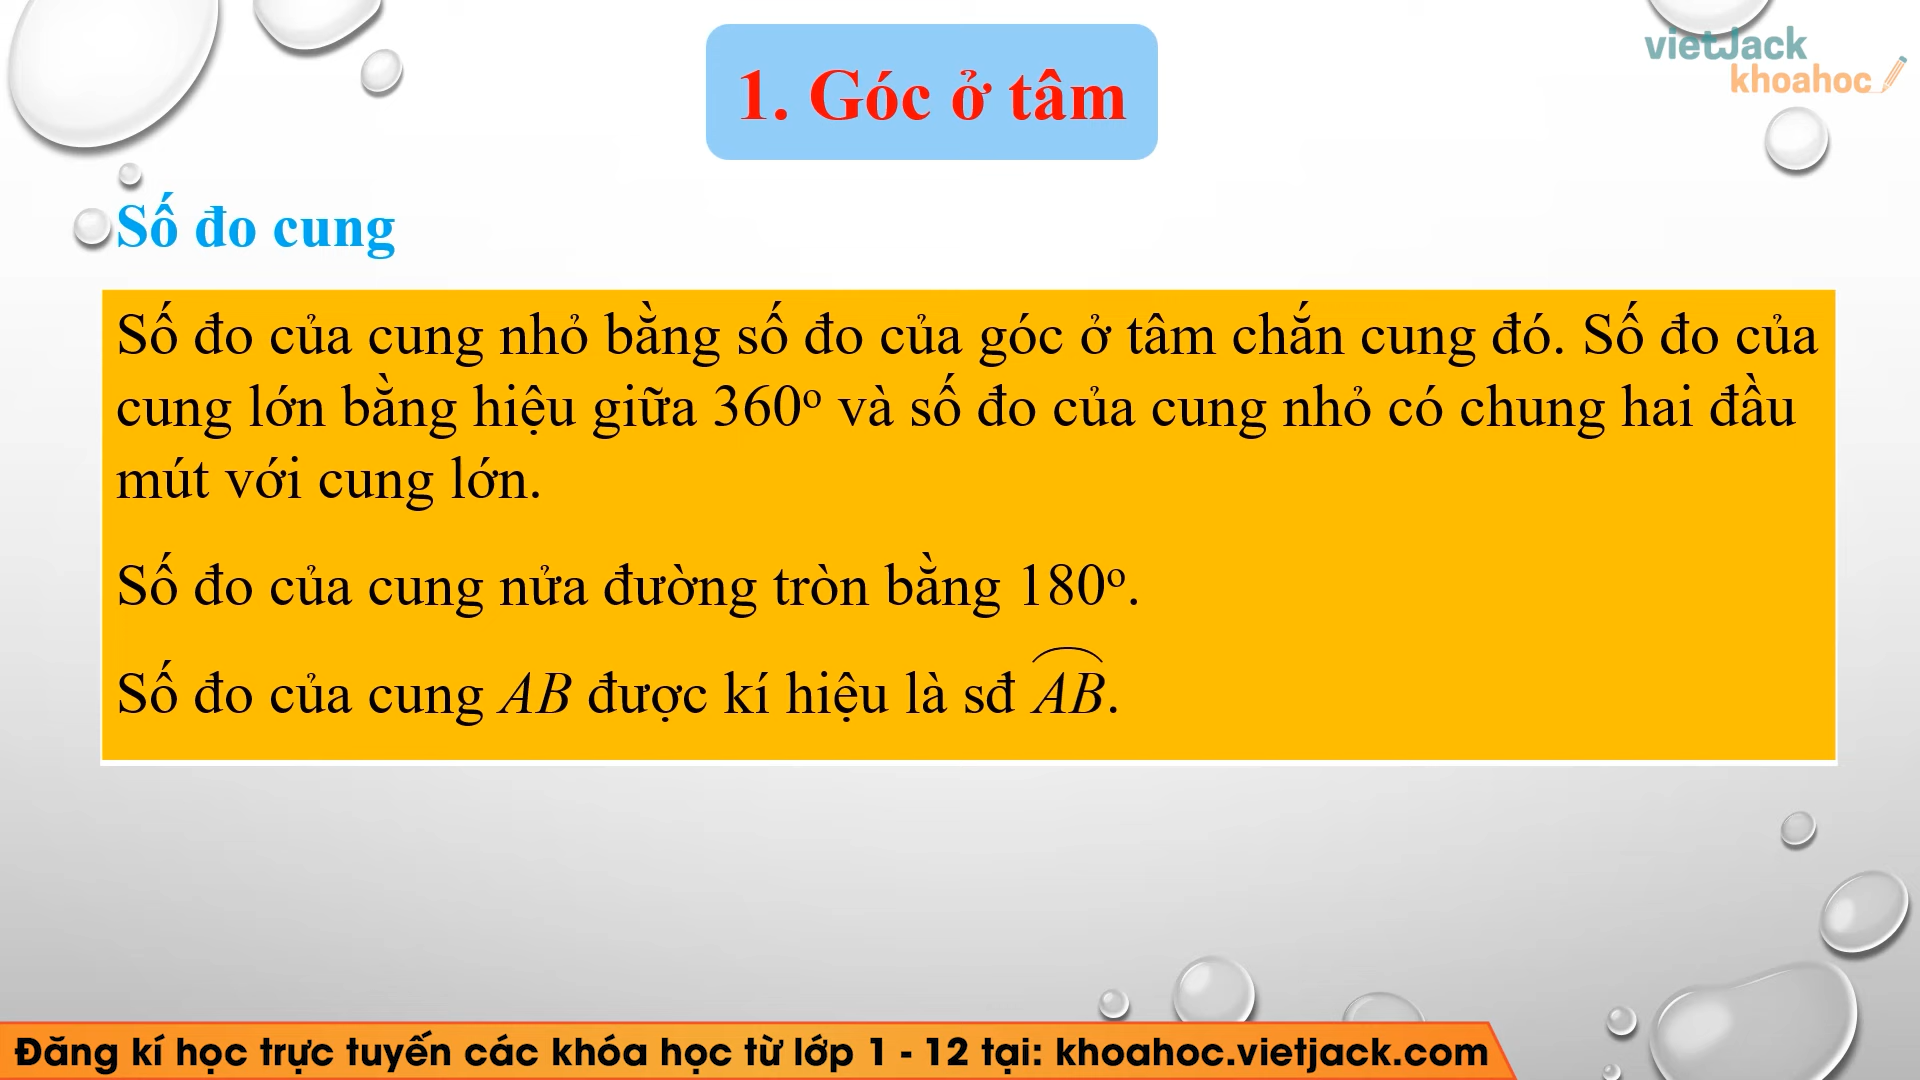 vietJack
khoahoc
1. Góc ở tâm
Số đo cung
Số đo của cung nhỏ bằng số đo của góc ở tâm chắn cung đó. Số đo của
cung lớn bằng hiệu giữa 360º và số đo của cung nhỏ có chung hai đầu
mút với cung lớn.
Số đo của cung nửa đường tròn bằng 180º.
Số đo của cung AB được kí hiệu là sđ A͡B.
Đăng kí học trực tuyến các khóa học từ lớp 1 - 12 tại: khoahoc.vietjack.com